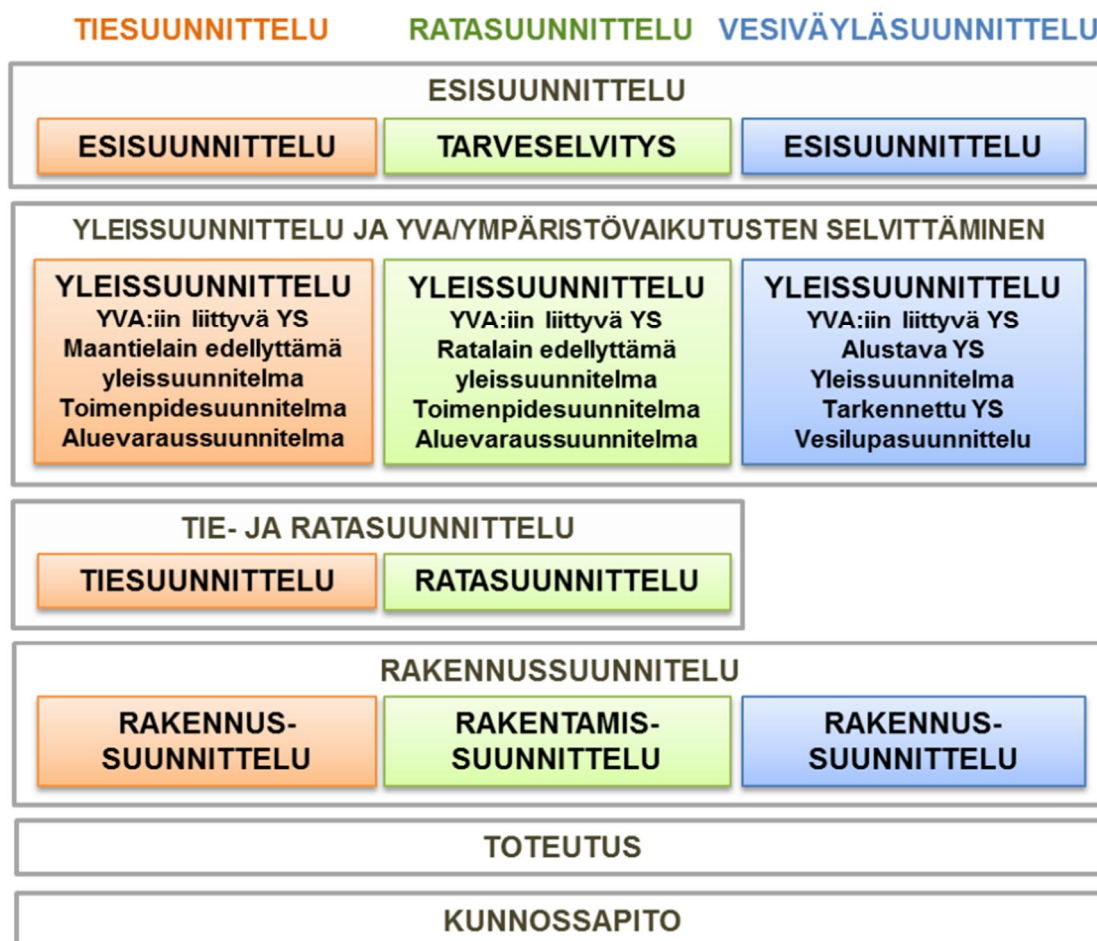 TIESUUNNITTELU RATASUUNNITTELU VESIVÄYLÄSUUNNITTELU
ESISUUNNITTELU
ESISUUNNITTELU TARVESELVITYS ESISUUNNITTELU
YLEISSUUNNITTELU JA YVA/YMPÄRISTÖVAIKUTUSTEN SELVITTÄMINEN
YLEISSUUNNITTELU
YVA:iin liittyvä YS
Maantielain edellyttämä
yleissuunnitelma
Toimenpidesuunnitelma
Aluevaraussuunnitelma
YLEISSUUNNITTELU
YVA:iin liittyvä YS
Ratalain edellyttämä
yleissuunnitelma
Toimenpidesuunnitelma
Aluevaraussuunnitelma
YLEISSUUNNITTELU
YVA:iin liittyvä YS
Alustava YS
Yleissuunnitelma
Tarkennettu YS
Vesilupasuunnittelu
TIE- JA RATASUUNNITTELU
TIESUUNNITTELU RATASUUNNITTELU
RAKENNUSSUUNNITELU
RAKENNUS-
SUUNNITTELU
RAKENTAMIS-
SUUNNITTELU
RAKENNUS-
SUUNNITTELU
TOTEUTUS
KUNNOSSAPITO